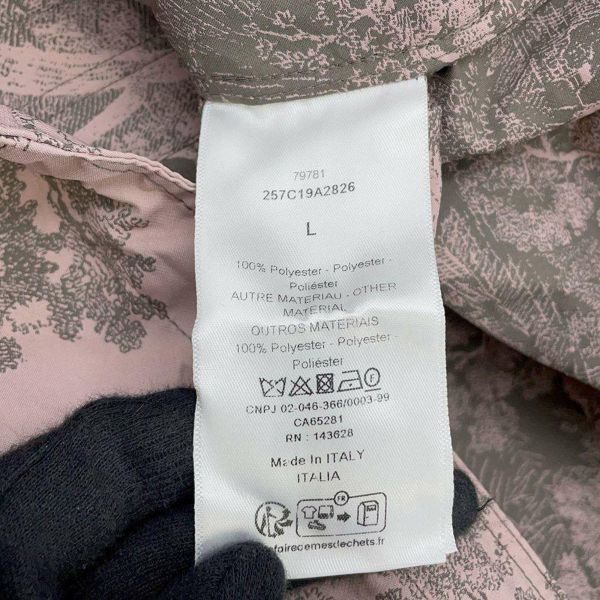 79781
257C19A2826
L
100% Polyester - Polyester -
Poliéster
AUTRE MATERIAU - OTHER
MATERIAL
OUTROS MATERIAIS
100% Polyester - Polyester -
Poliéster
CNPJ 02-046-366/0003-99
CA65281
RN : 143628
Made In ITALY
ITALIA
FR